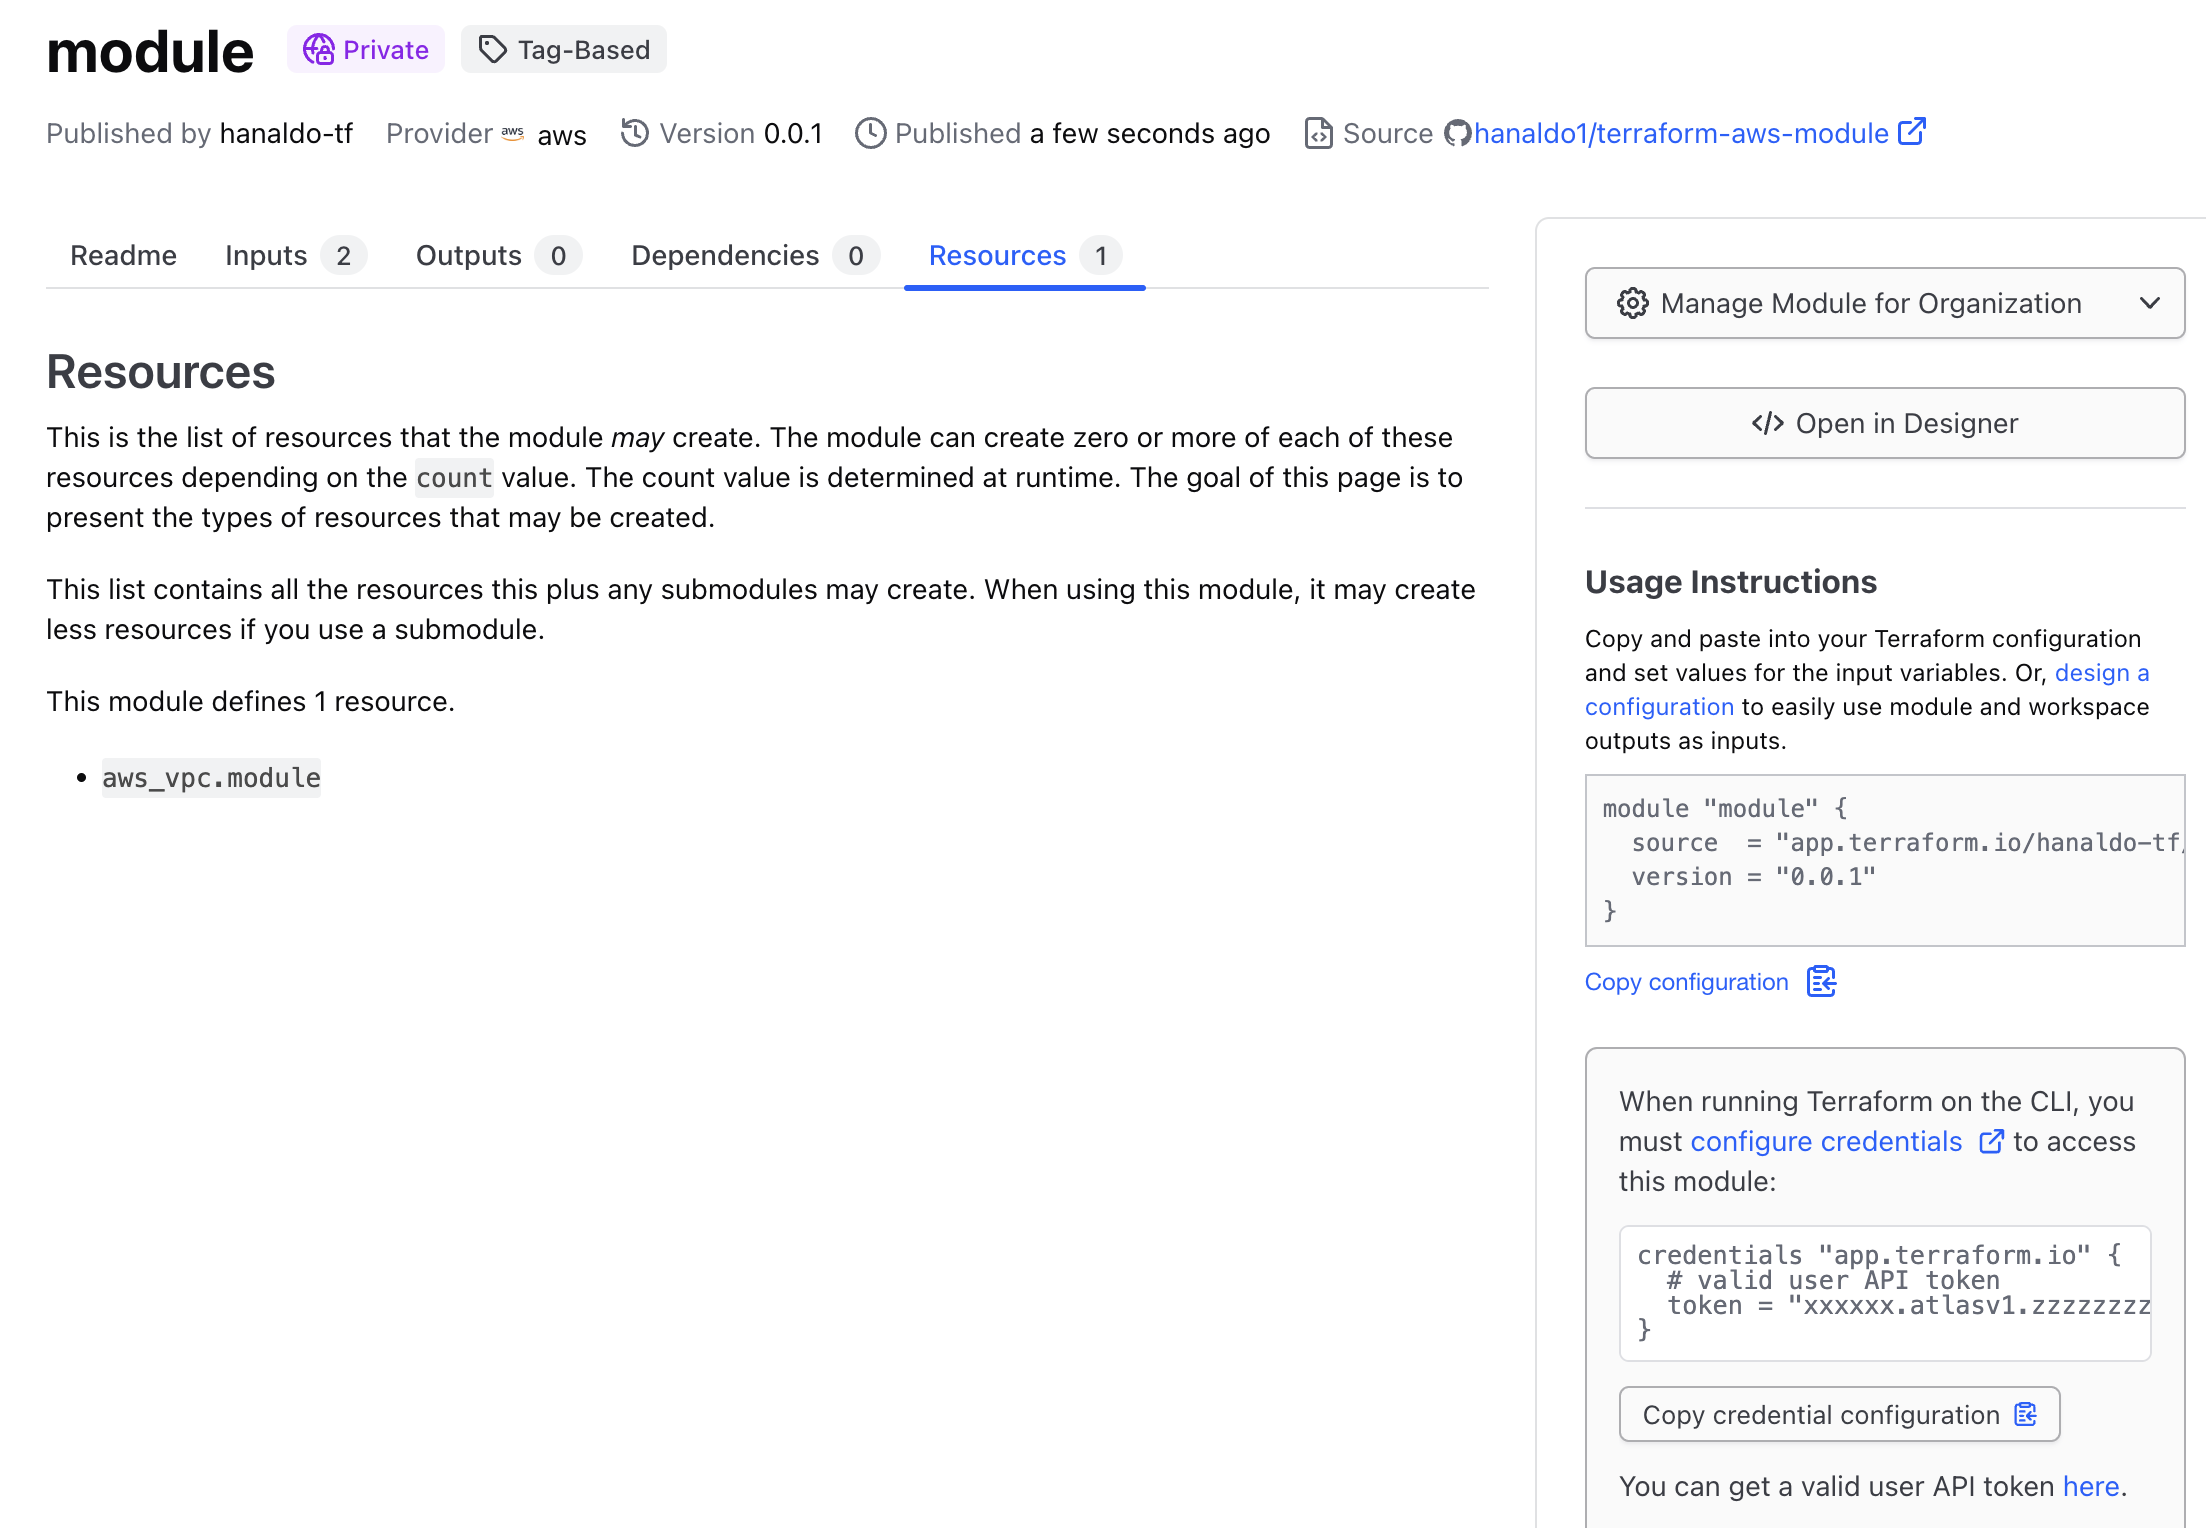 module Private Tag-Based
Published by hanaldo-tf Provider aws aws Version 0.0.1 Published a few seconds ago Source hanaldo1/terraform-aws-module
Readme Inputs 2 Outputs 0 Dependencies 0 Resources 1
Resources
This is the list of resources that the module may create. The module can create zero or more of each of these
resources depending on the count value. The count value is determined at runtime. The goal of this page is to
present the types of resources that may be created.
This list contains all the resources this plus any submodules may create. When using this module, it may create
less resources if you use a submodule.
This module defines 1 resource.
• aws_vpc.module
Manage Module for Organization
</> Open in Designer
Usage Instructions
Copy and paste into your Terraform configuration
and set values for the input variables. Or, design a
configuration to easily use module and workspace
outputs as inputs.
module "module" {
  source  = "app.terraform.io/hanaldo-tf/
  version = "0.0.1"
}
Copy configuration
When running Terraform on the CLI, you
must configure credentials to access
this module:
credentials "app.terraform.io" {
  # valid user API token
  token = "xxxxxx.atlasv1.zzzzzzzz
}
Copy credential configuration
You can get a valid user API token here.